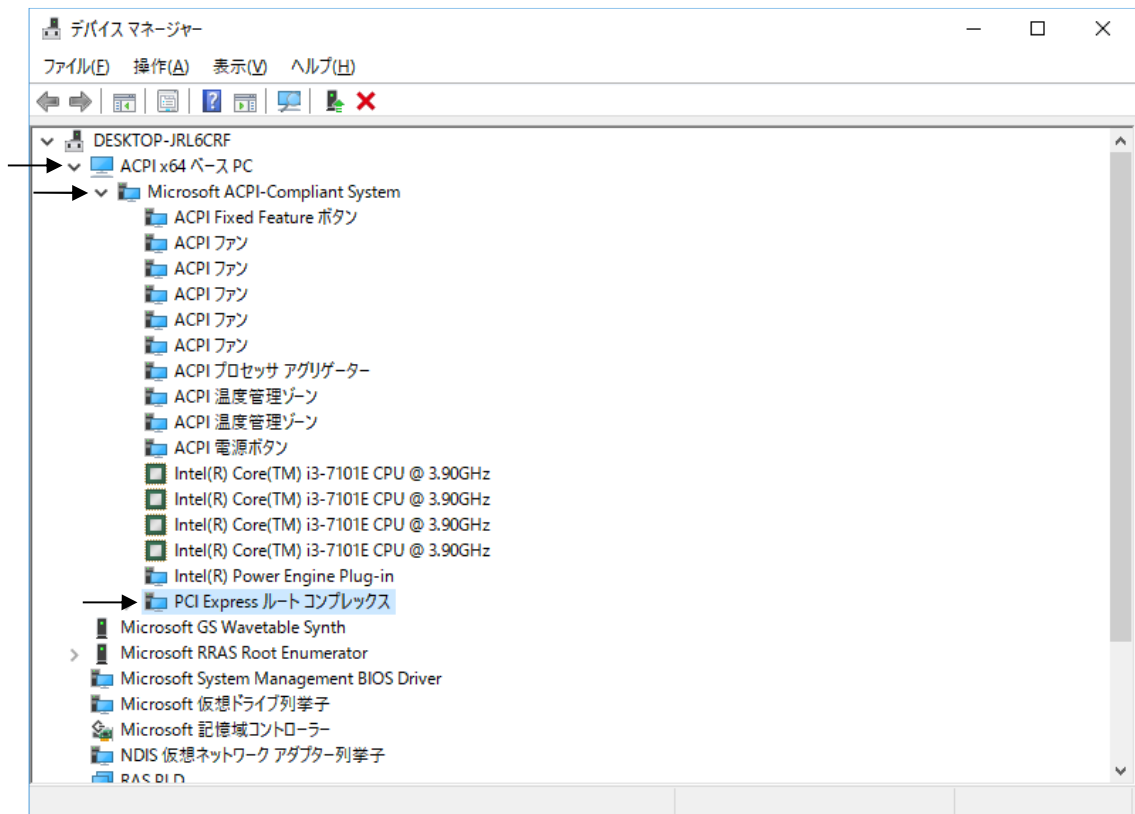 デバイス マネージャー
ファイル(F) 操作(A) 表示(V) ヘルプ(H)
DESKTOP-JRL6CRF
ACPI x64 ベース PC
Microsoft ACPI-Compliant System
ACPI Fixed Feature ボタン
ACPI ファン
ACPI ファン
ACPI ファン
ACPI ファン
ACPI ファン
ACPI プロセッサ アグリゲーター
ACPI 温度管理ゾーン
ACPI 温度管理ゾーン
ACPI 電源ボタン
Intel(R) Core(TM) i3-7101E CPU @ 3.90GHz
Intel(R) Core(TM) i3-7101E CPU @ 3.90GHz
Intel(R) Core(TM) i3-7101E CPU @ 3.90GHz
Intel(R) Core(TM) i3-7101E CPU @ 3.90GHz
Intel(R) Power Engine Plug-in
PCI Express ルート コンプレックス
Microsoft GS Wavetable Synth
Microsoft RRAS Root Enumerator
Microsoft System Management BIOS Driver
Microsoft 仮想ドライブ列挙子
Microsoft 記憶域コントローラー
NDIS 仮想ネットワーク アダプター列挙子